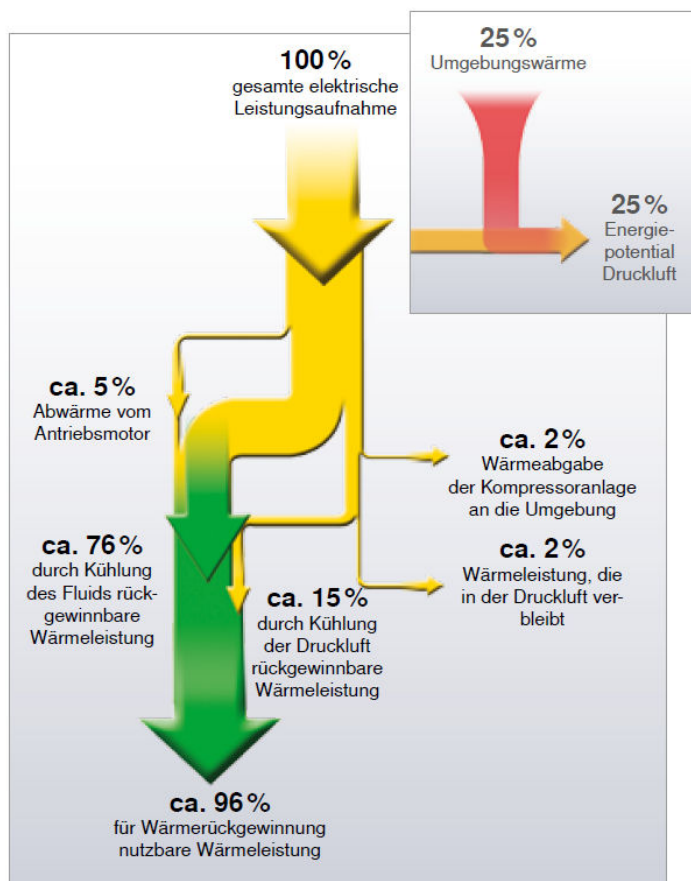 100 %
gesamte elektrische
Leistungsaufnahme
25 %
Umgebungswärme
25 %
Energie-
potential
Druckluft
ca. 5 %
Abwärme vom
Antriebsmotor
ca. 2 %
Wärmeabgabe
der Kompressoranlage
an die Umgebung
ca. 76 %
durch Kühlung
des Fluids rück-
gewinnbare
Wärmeleistung
ca. 15 %
durch Kühlung
der Druckluft
rückgewinnbare
Wärmeleistung
ca. 2 %
Wärmeleistung, die
in der Druckluft ver-
bleibt
ca. 96 %
für Wärmerückgewinnung
nutzbare Wärmeleistung